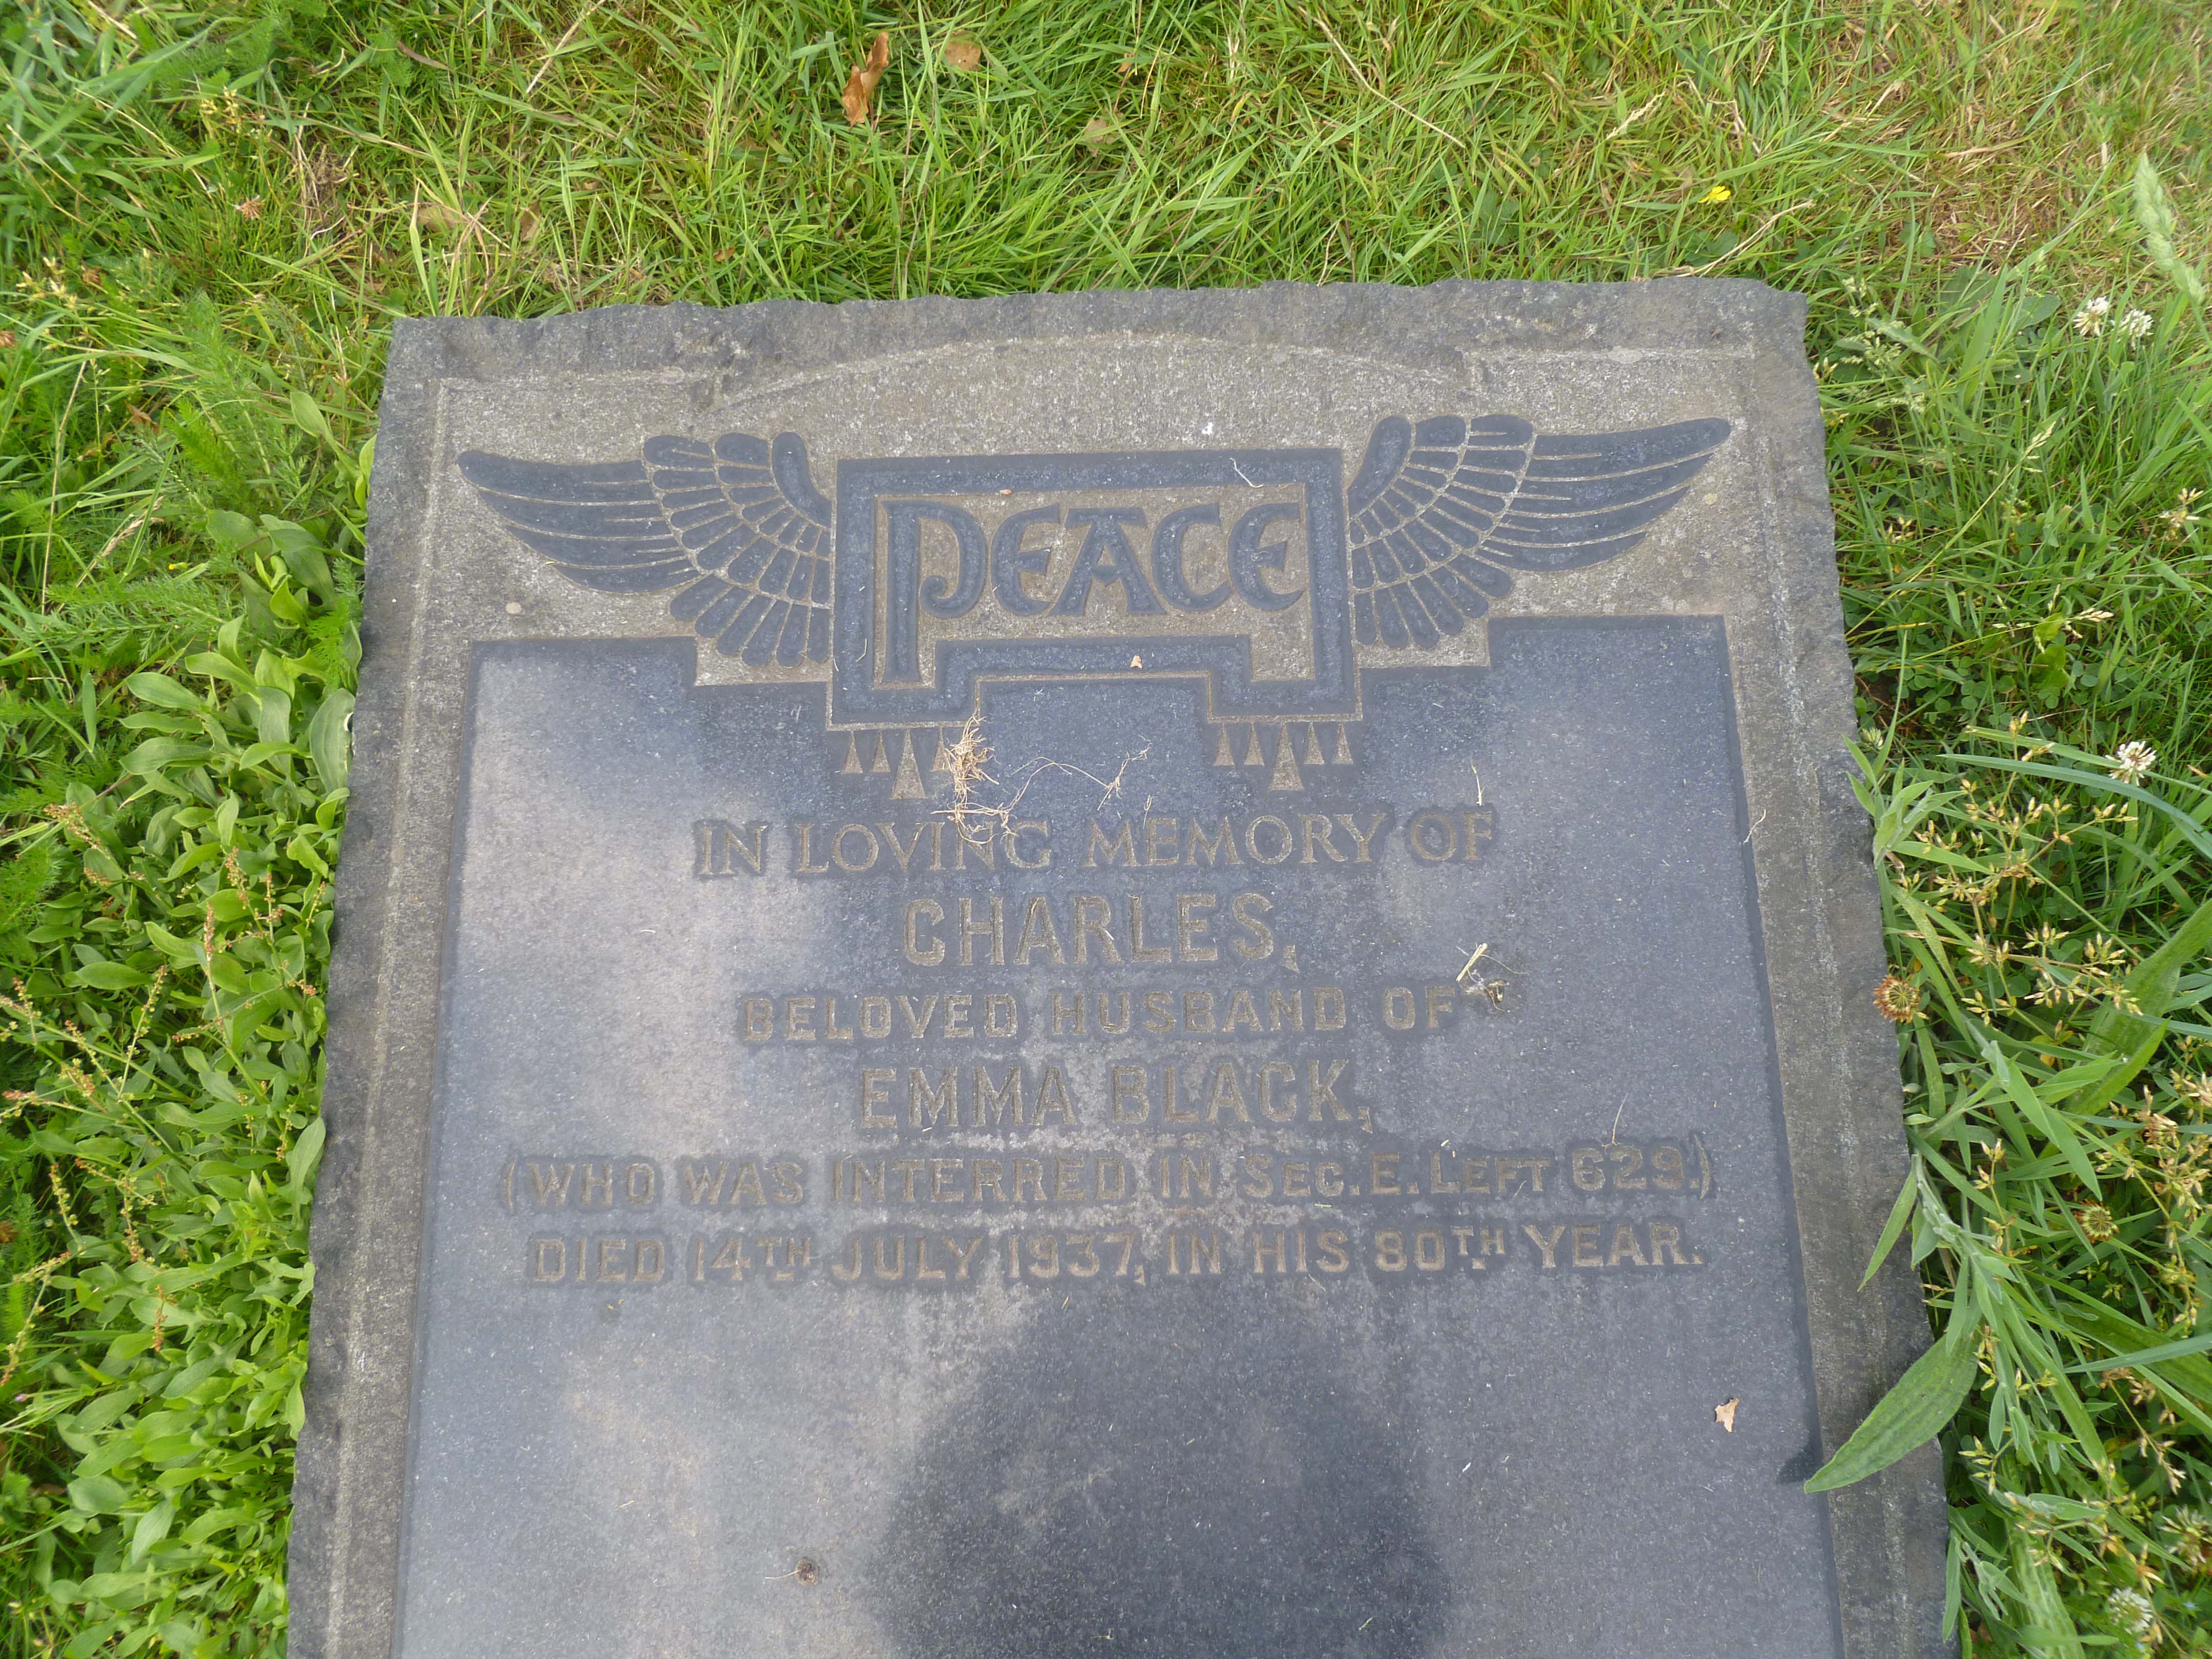 PEACE
IN LOVING MEMORY OF
CHARLES,
BELOVED HUSBAND OF
EMMA BLACK,
(WHO WAS INTERRED IN SEC. E. LEFT 629.)
DIED 14TH JULY 1937, IN HIS 80TH YEAR.